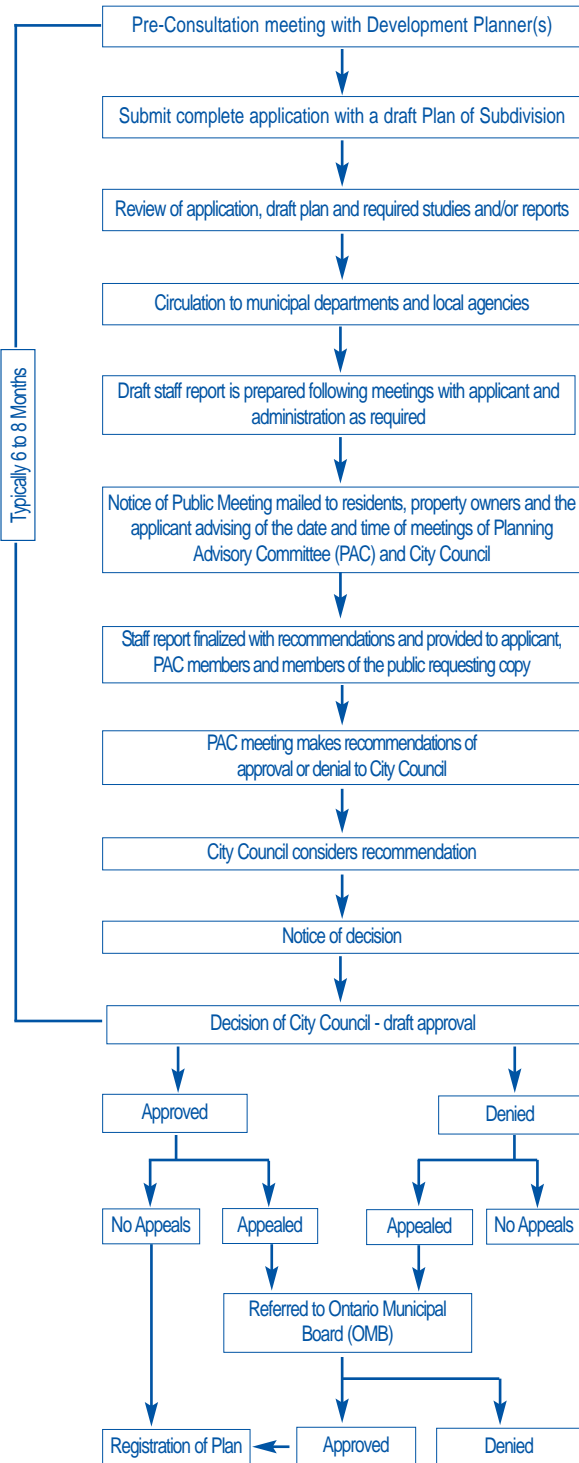 Pre-Consultation meeting with Development Planner(s)
Submit complete application with a draft Plan of Subdivision
Review of application, draft plan and required studies and/or reports
Circulation to municipal departments and local agencies
Typically 6 to 8 Months
Draft staff report is prepared following meetings with applicant and
administration as required
Notice of Public Meeting mailed to residents, property owners and the
applicant advising of the date and time of meetings of Planning
Advisory Committee (PAC) and City Council
Staff report finalized with recommendations and provided to applicant,
PAC members and members of the public requesting copy
PAC meeting makes recommendations of
approval or denial to City Council
City Council considers recommendation
Notice of decision
Decision of City Council - draft approval
Approved
Denied
No Appeals
Appealed
Appealed
No Appeals
Referred to Ontario Municipal
Board (OMB)
Registration of Plan
Approved
Denied